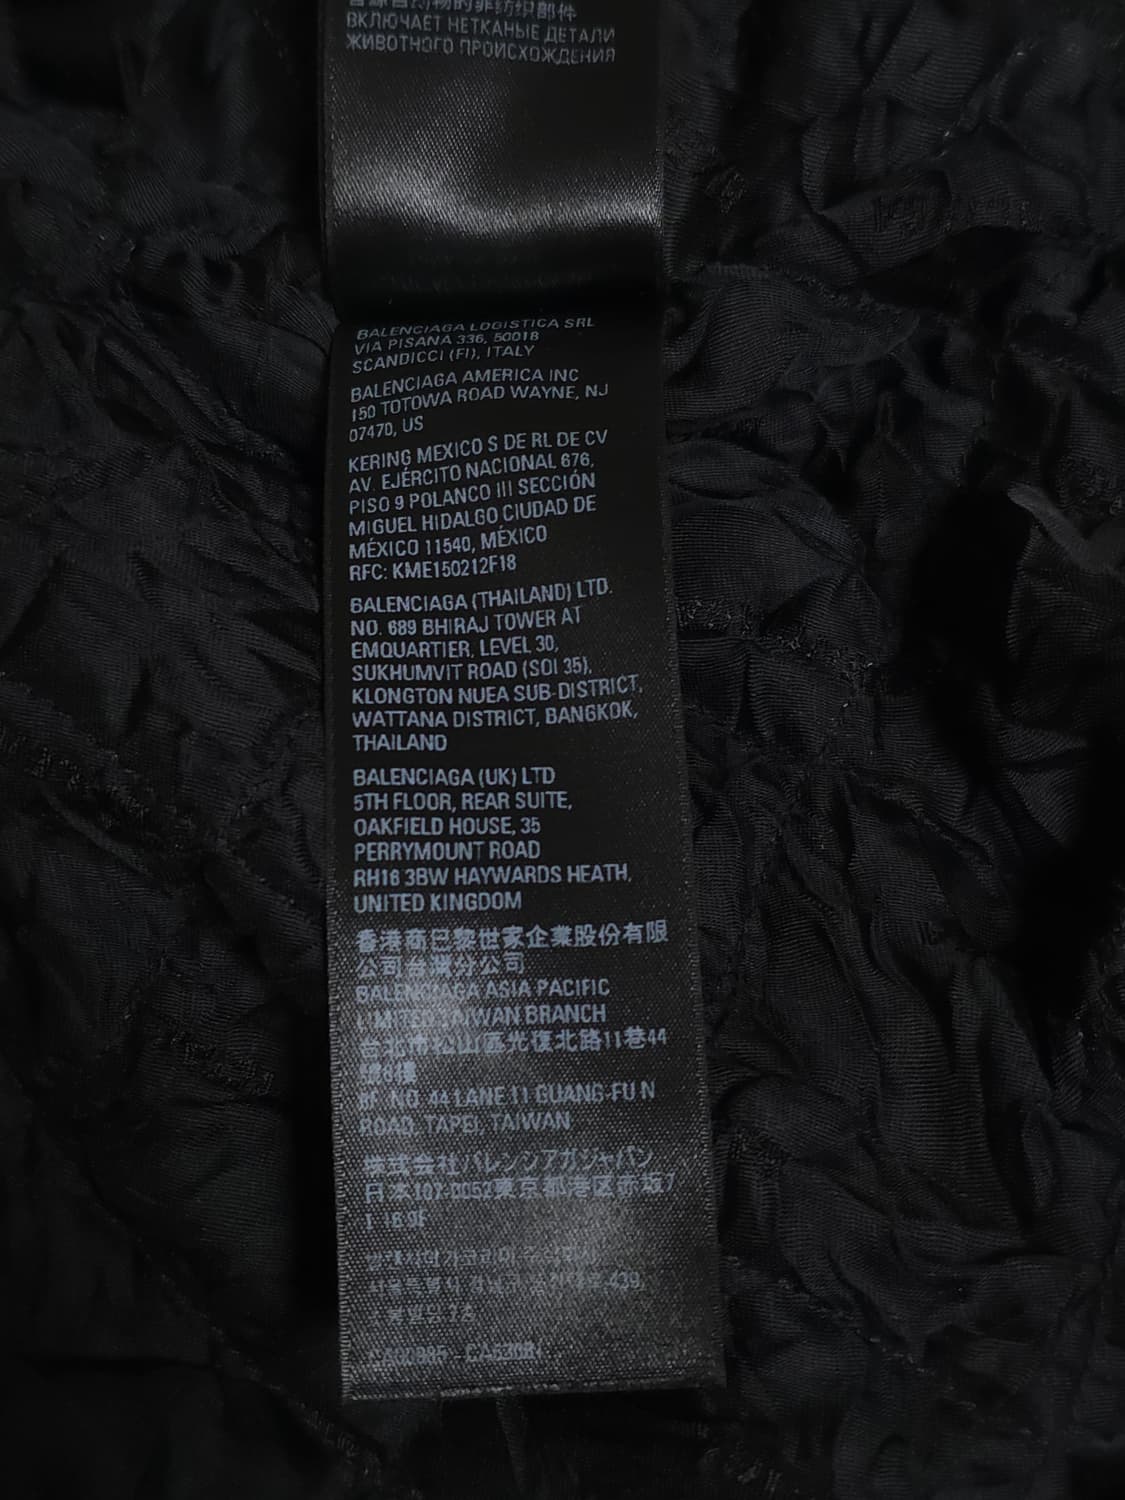 ВКЛЮЧАЕТ НЕТКАНЫЕ ДЕТАЛИ
ЖИВОТНОГО ПРОИСХОЖДЕНИЯ
BALENCIAGA LOGISTICA SRL
VIA PISANA 336, 50018
SCANDICCI (FI), ITALY
BALENCIAGA AMERICA INC
150 TOTOWA ROAD WAYNE, NJ
07470, US
KERING MEXICO S DE RL DE CV
AV. EJÉRCITO NACIONAL 676,
PISO 9 POLANCO III SECCIÓN
MIGUEL HIDALGO CIUDAD DE
MÉXICO 11540, MÉXICO
RFC: KME150212F18
BALENCIAGA (THAILAND) LTD.
NO. 689 BHIRAJ TOWER AT
EMQUARTIER, LEVEL 30,
SUKHUMVIT ROAD (SOI 35),
KLONGTON NUEA SUB-DISTRICT,
WATTANA DISTRICT, BANGKOK,
THAILAND
BALENCIAGA (UK) LTD
5TH FLOOR, REAR SUITE,
OAKFIELD HOUSE, 35
PERRYMOUNT ROAD
RH16 3BW HAYWARDS HEATH,
UNITED KINGDOM
香港商巴黎世家企業股份有限
公司台灣分公司
BALENCIAGA ASIA PACIFIC
LIMITED TAIWAN BRANCH
台北市松山區光復北路11巷44
NO. 44 LANE 11 GUANG-FU N
ROAD, TAPEI, TAIWAN
株式会社バレンシアガジャパン
日本107-0052東京都港区赤坂7